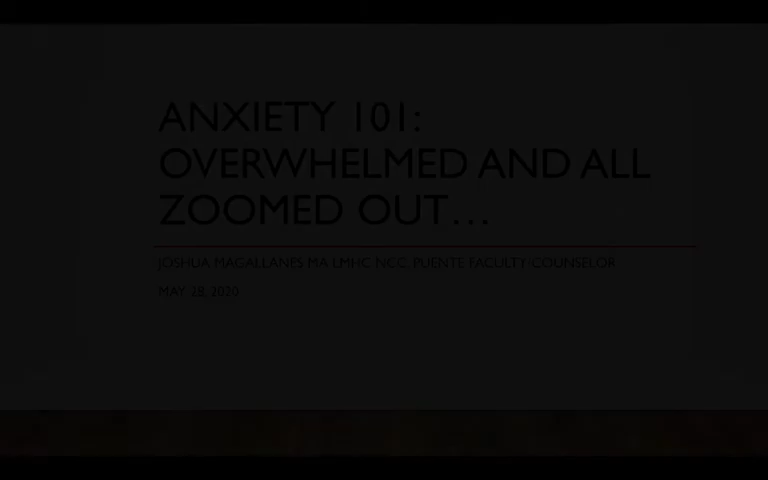 ANXIETY 101:
OVERWHELMED AND ALL
ZOOMED OUT...
JOSHUA MAGALLANES MA LMHC NCC, PUENTE FACULTY/COUNSELOR
MAY 28, 2020